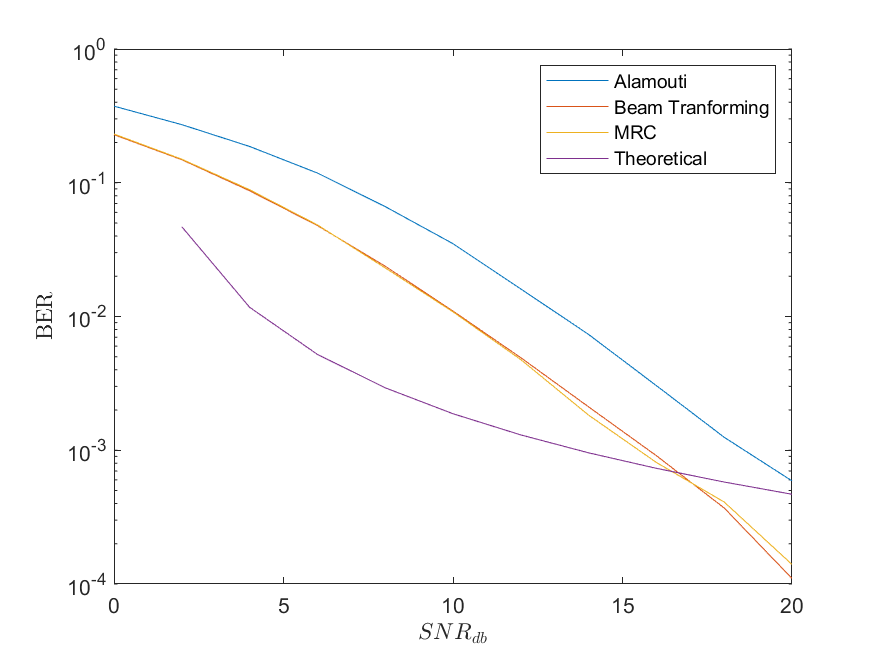 10^0
10^-1
10^-2
10^-3
10^-4
BER
Alamouti
Beam Tranforming
MRC
Theoretical
0 5 10 15 20
SNR_db